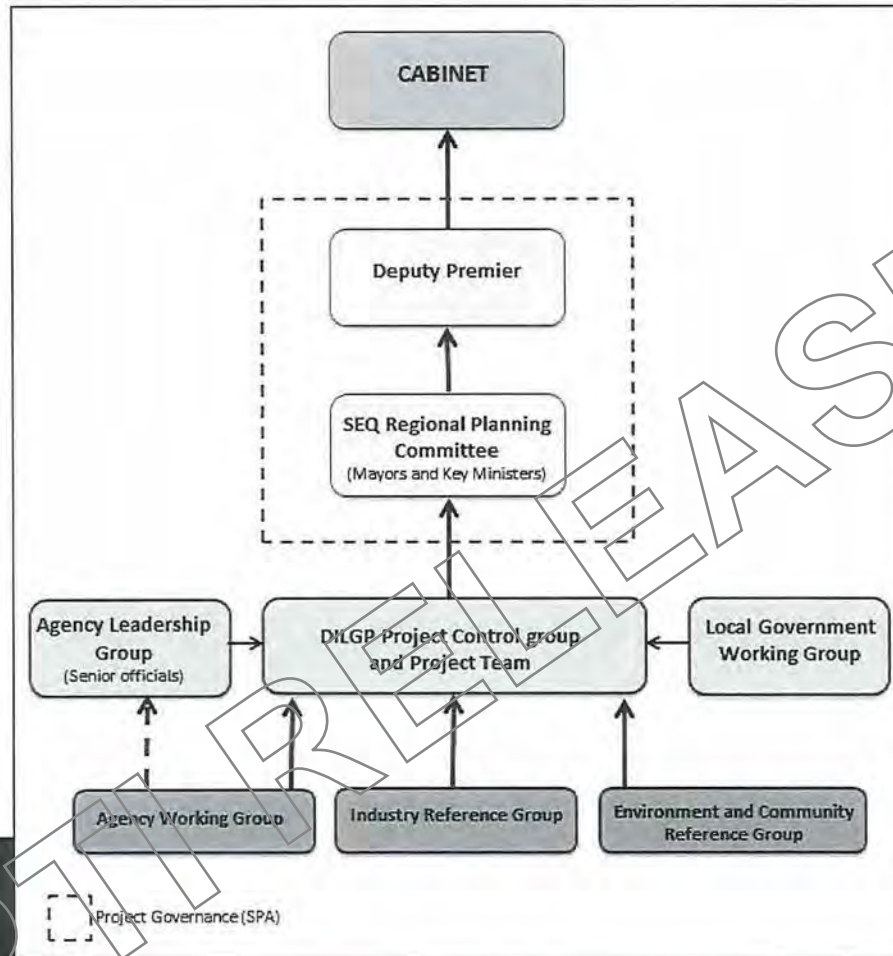 CABINET
Deputy Premier
SEQ Regional Planning
Committee
(Mayors and Key Ministers)
Agency Leadership
Group
(Senior officials)
DILGP Project Control group
and Project Team
Local Government
Working Group
Agency Working Group
Industry Reference Group
Environment and Community
Reference Group
Project Governance (SPA)
RELEAS